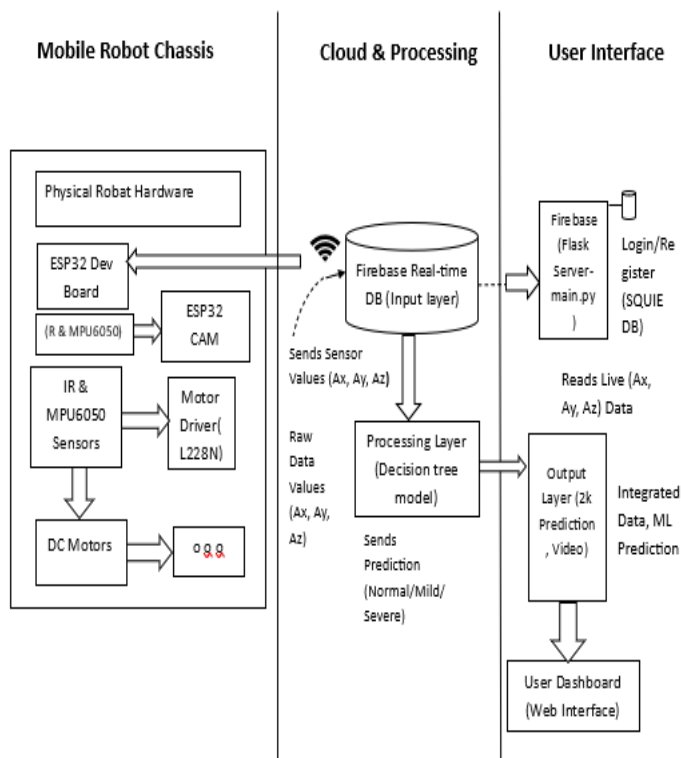 Mobile Robot Chassis
Cloud & Processing
User Interface
Physical Robat Hardware
ESP32 Dev
Board
(R & MPU6050)
ESP32
CAM
IR &
MPU6050
Sensors
Motor
Driver(
L228N)
DC Motors
o g g
Firebase Real-time
DB (Input layer)
Sends Sensor
Values (Ax, Ay, Az)
Raw
Data
Values
(Ax, Ay,
Az)
Processing Layer
(Decision tree
model)
Sends
Prediction
(Normal/Mild/
Severe)
Firebase
(Flask
Server-
main.py
)
Login/Re
gister
(SQUIE
DB)
Reads Live (Ax,
Ay, Az) Data
Output
Layer (2k
Prediction
, Video)
Integrated
Data, ML
Prediction
User Dashboard
(Web Interface)